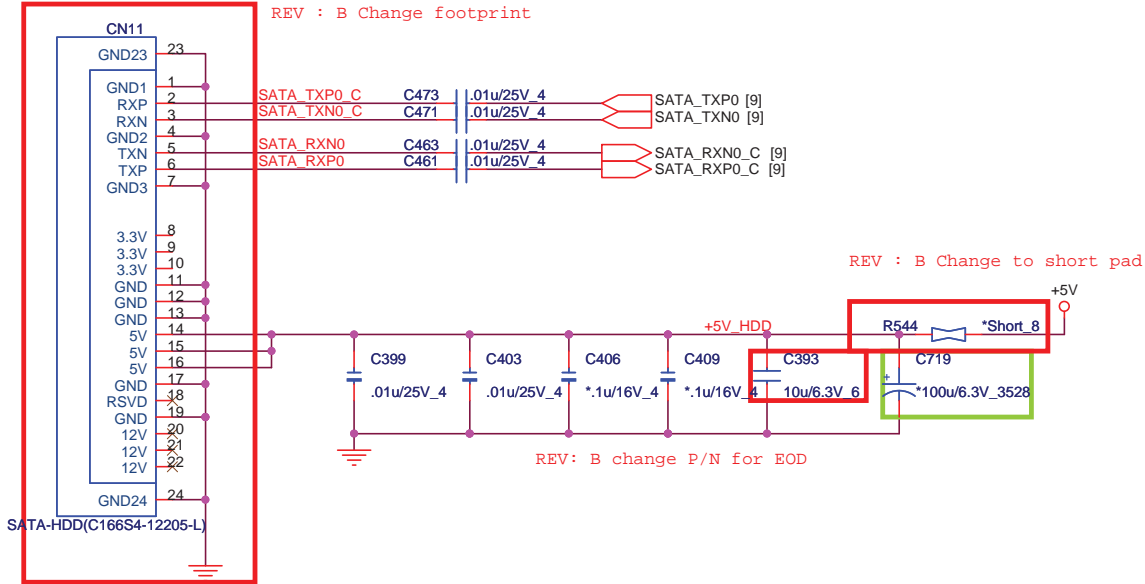 REV : B Change footprint
CN11
GND23 23
GND1 1
RXP 2 SATA_TXP0_C C473 .01u/25V_4 SATA_TXP0 [9]
RXN 3 SATA_TXN0_C C471 .01u/25V_4 SATA_TXN0 [9]
GND2 4
TXN 5 SATA_RXN0 C463 .01u/25V_4 SATA_RXN0_C [9]
TXP 6 SATA_RXP0 C461 .01u/25V_4 SATA_RXP0_C [9]
GND3 7
3.3V 8
3.3V 9
3.3V 10
GND 11
GND 12
GND 13
5V 14
5V 15
5V 16
GND 17
RSVD 18
GND 19
12V 20
12V 21
12V 22
GND24 24
SATA-HDD(C166S4-12205-L)
REV : B Change to short pad
+5V
+5V_HDD R544 *Short_8
C399 C403 C406 C409 C393 C719
.01u/25V_4 .01u/25V_4 *.1u/16V_4 *.1u/16V_4 10u/6.3V_6 + *100u/6.3V_3528
REV: B change P/N for EOD